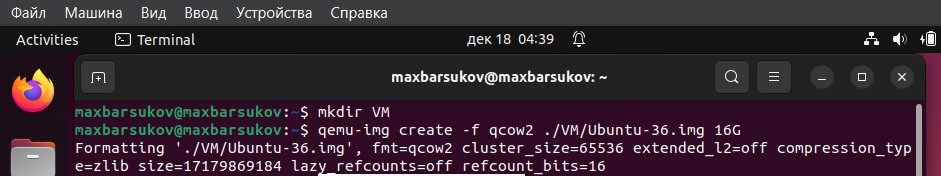 Файл Машина Вид Ввод Устройства Справка
Activities Terminal дек 18 04:39
maxbarsukov@maxbarsukov: ~
maxbarsukov@maxbarsukov:~$ mkdir VM
maxbarsukov@maxbarsukov:~$ qemu-img create -f qcow2 ./VM/Ubuntu-36.img 16G
Formatting './VM/Ubuntu-36.img', fmt=qcow2 cluster_size=65536 extended_l2=off compression_typ
e=zlib size=17179869184 lazy_refcounts=off refcount_bits=16